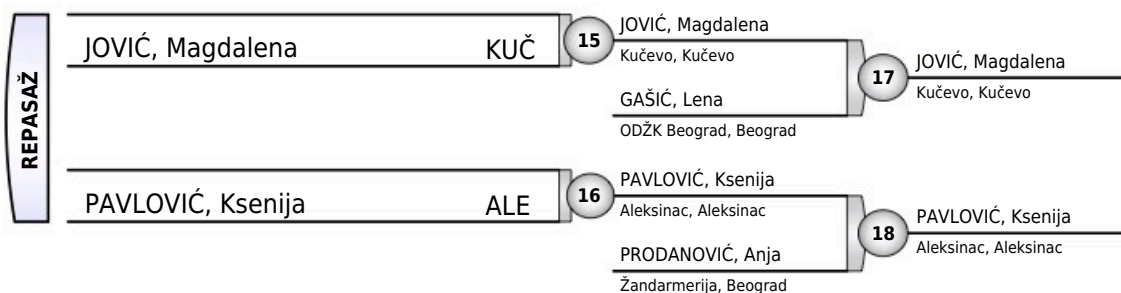 REPASAŽ
JOVIĆ, Magdalena KUČ
15
JOVIĆ, Magdalena
Kučevo, Kučevo
GAŠIĆ, Lena
ODŽK Beograd, Beograd
17
JOVIĆ, Magdalena
Kučevo, Kučevo
PAVLOVIĆ, Ksenija ALE
16
PAVLOVIĆ, Ksenija
Aleksinac, Aleksinac
PRODANOVIĆ, Anja
Žandarmerija, Beograd
18
PAVLOVIĆ, Ksenija
Aleksinac, Aleksinac